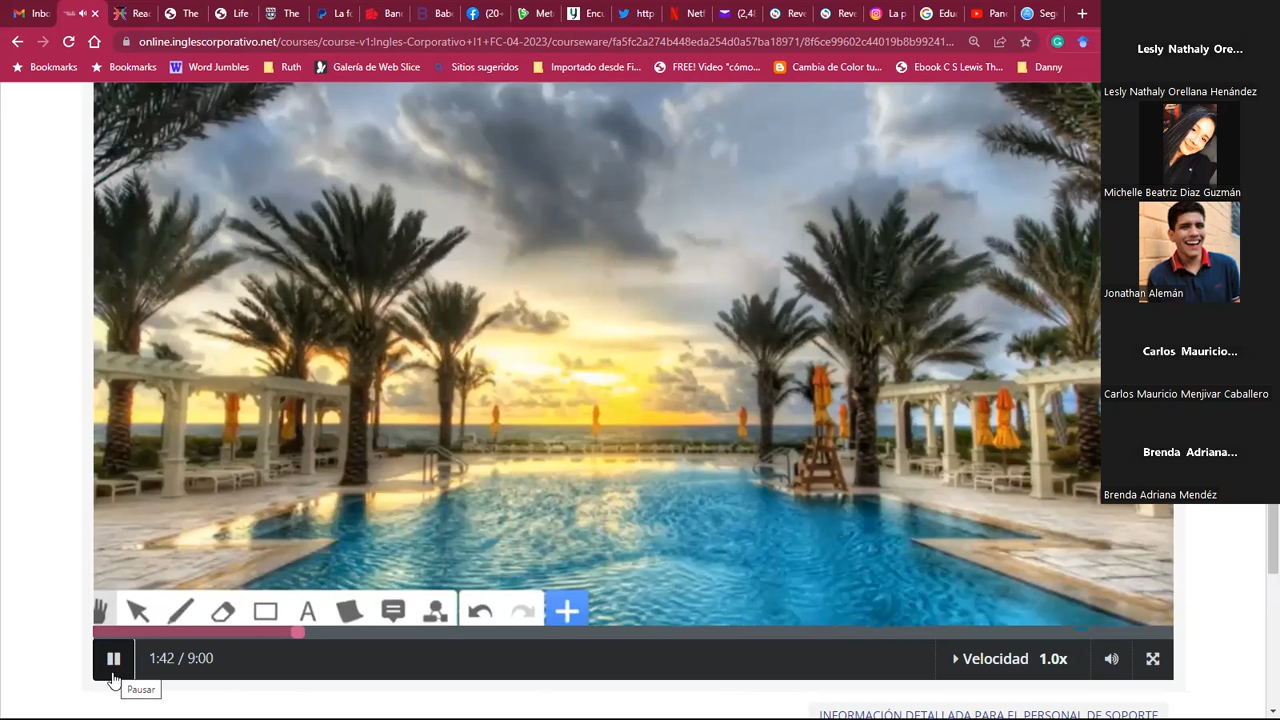 Inbo
Rea
The
Life
The
La fo
Ban
Bab
(20+
Met
Enc
http
Netf
(2,4
Reve
Reve
La p
Edu
Pan
Seg
online.inglescorporativo.net/courses/course-v1:Ingles-Corporativo+I1+FC-04-2023/courseware/fa5fc2a274b448eda254d0a57ba18971/8f6ce99602c44019b8b99241...
Bookmarks
Bookmarks
Word Jumbles
Ruth
Galería de Web Slice
Sitios sugeridos
Importado desde Fi...
FREE! Video "cómo...
Cambia de Color tu...
Ebook C S Lewis Th...
Danny
Lesly Nathaly Ore...
Lesly Nathaly Orellana Henández
Michelle Beatriz Diaz Guzmán
Jonathan Alemán
Carlos Mauricio...
Carlos Mauricio Menjivar Caballero
Brenda Adriana...
Brenda Adriana Mendéz
A
1:42 / 9:00
Velocidad 1.0x
Pausar
INFORMACIÓN DETALLADA PARA EL PERSONAL DE SOPORTE